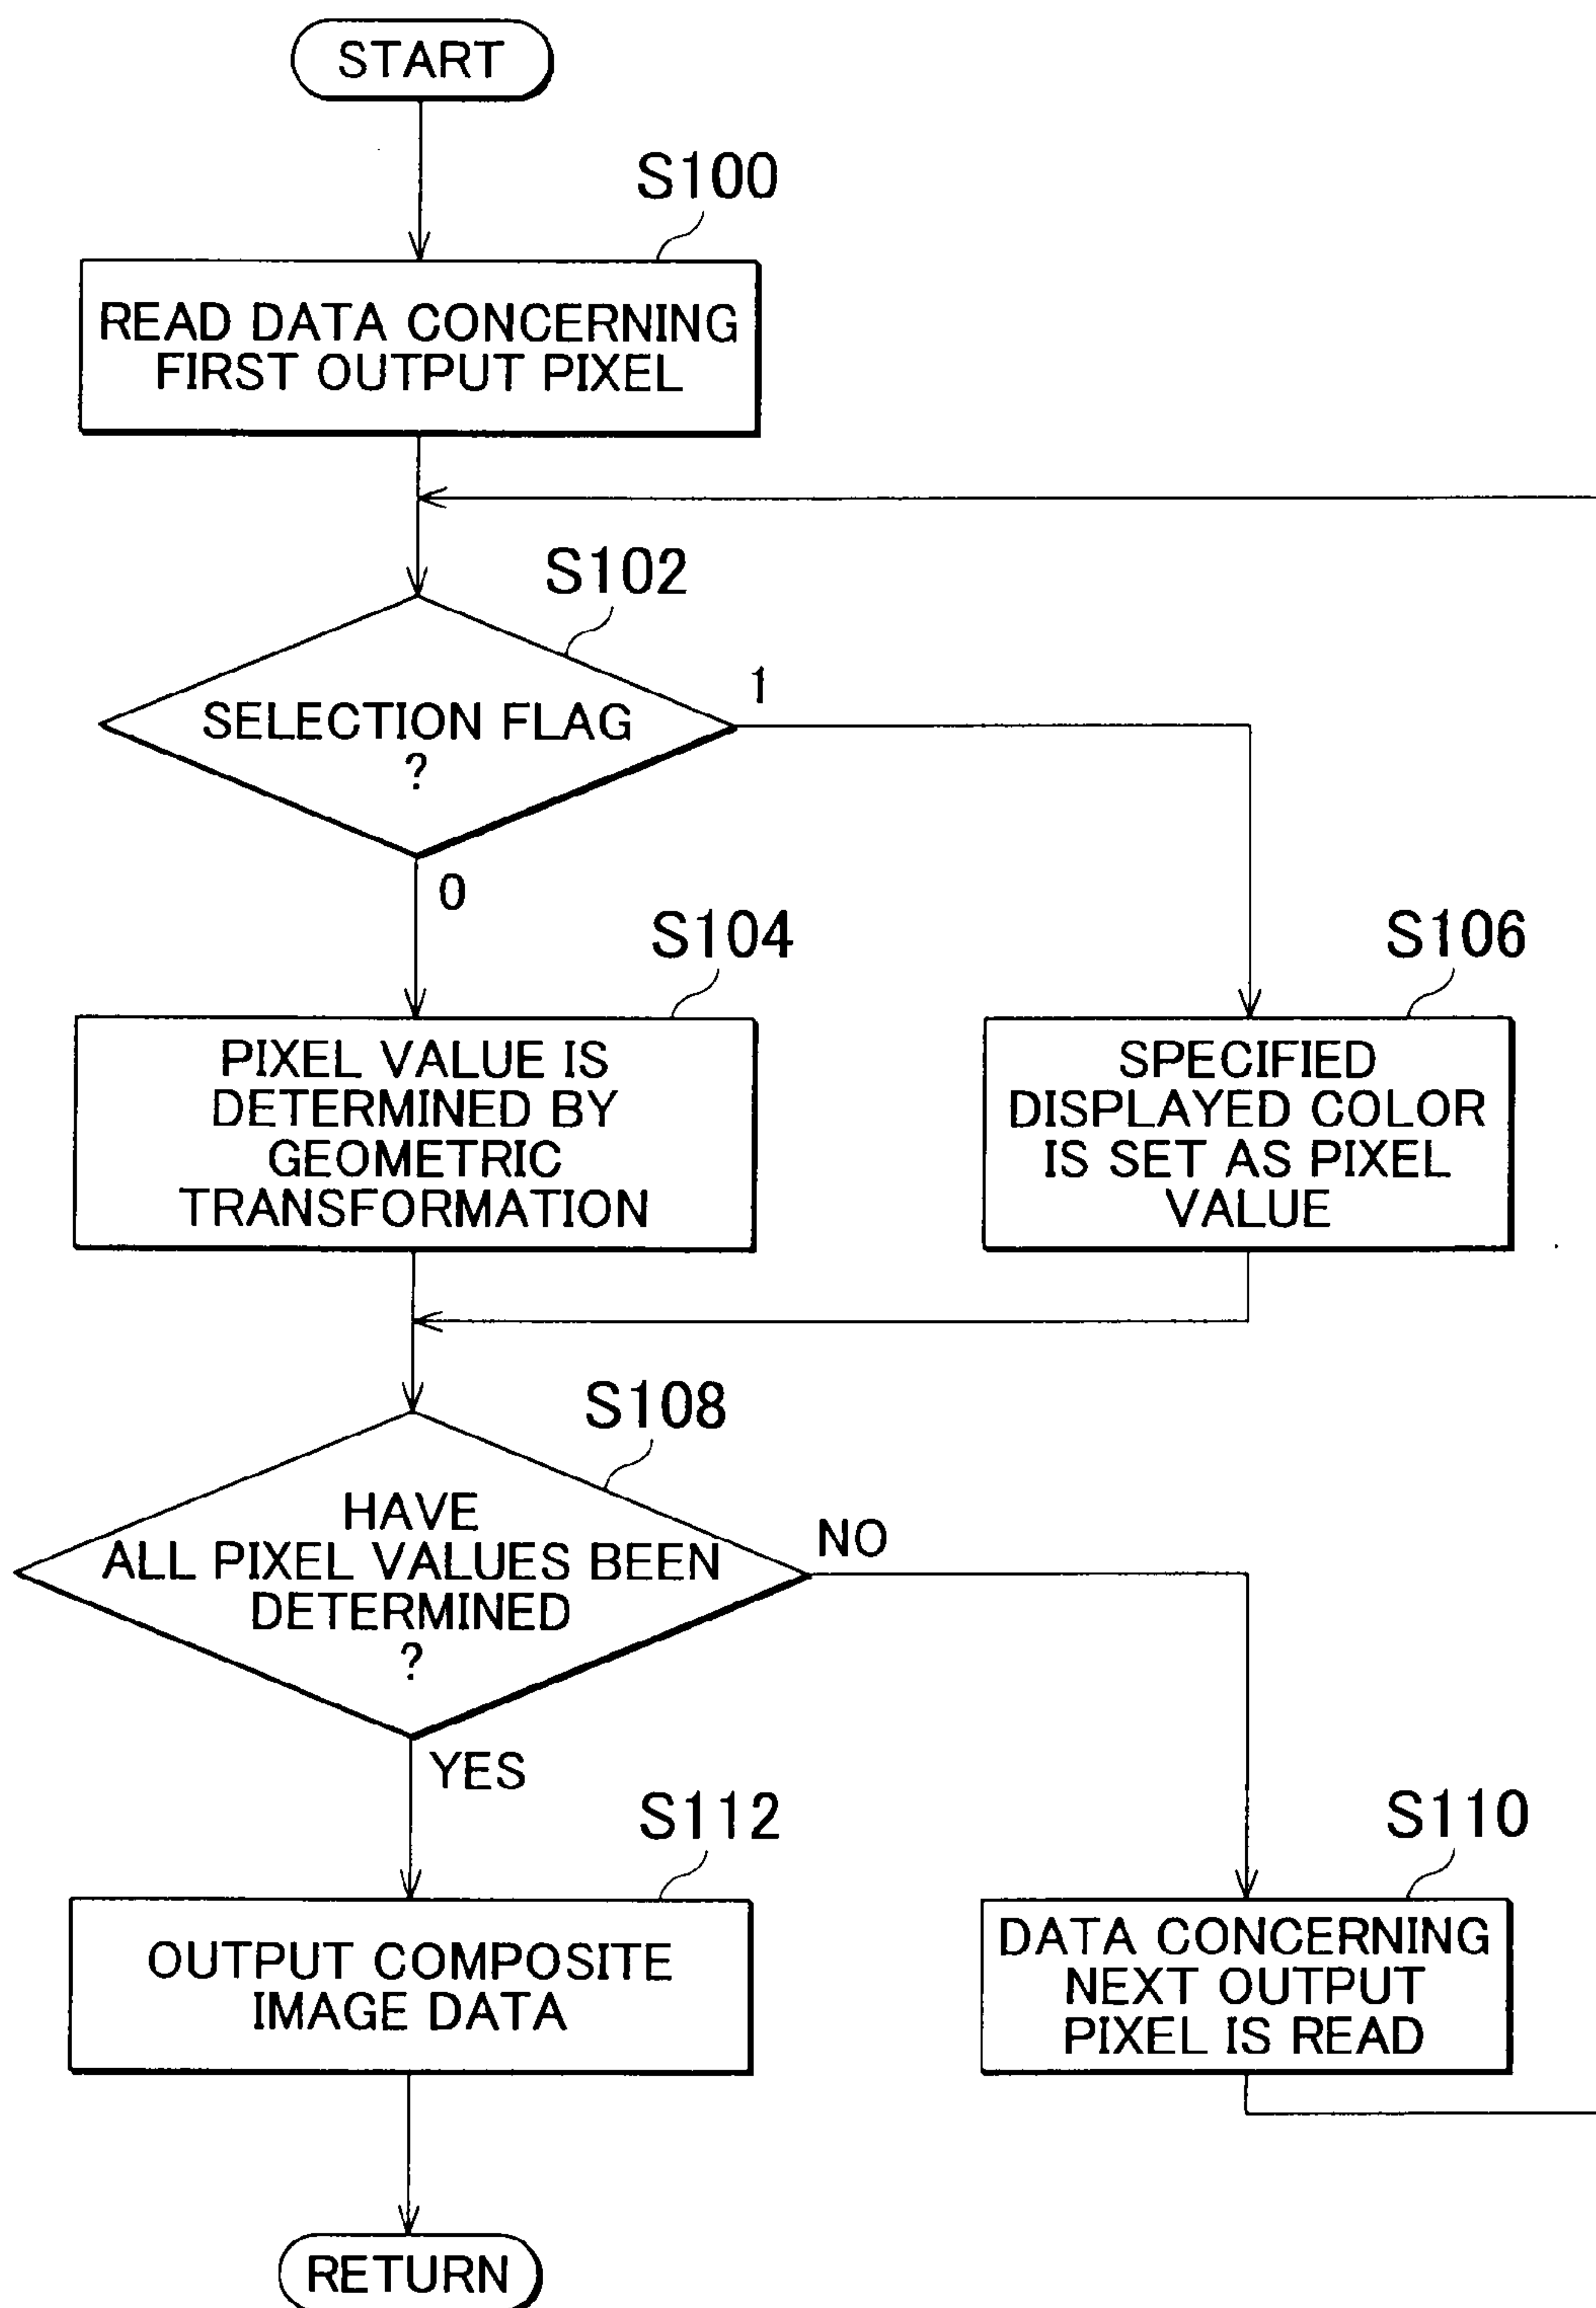 START
S100
READ DATA CONCERNING
FIRST OUTPUT PIXEL
S102
SELECTION FLAG
?
1
0
S104
PIXEL VALUE IS
DETERMINED BY
GEOMETRIC
TRANSFORMATION
S106
SPECIFIED
DISPLAYED COLOR
IS SET AS PIXEL
VALUE
S108
HAVE
ALL PIXEL VALUES BEEN
DETERMINED
?
NO
YES
S112
OUTPUT COMPOSITE
IMAGE DATA
S110
DATA CONCERNING
NEXT OUTPUT
PIXEL IS READ
RETURN